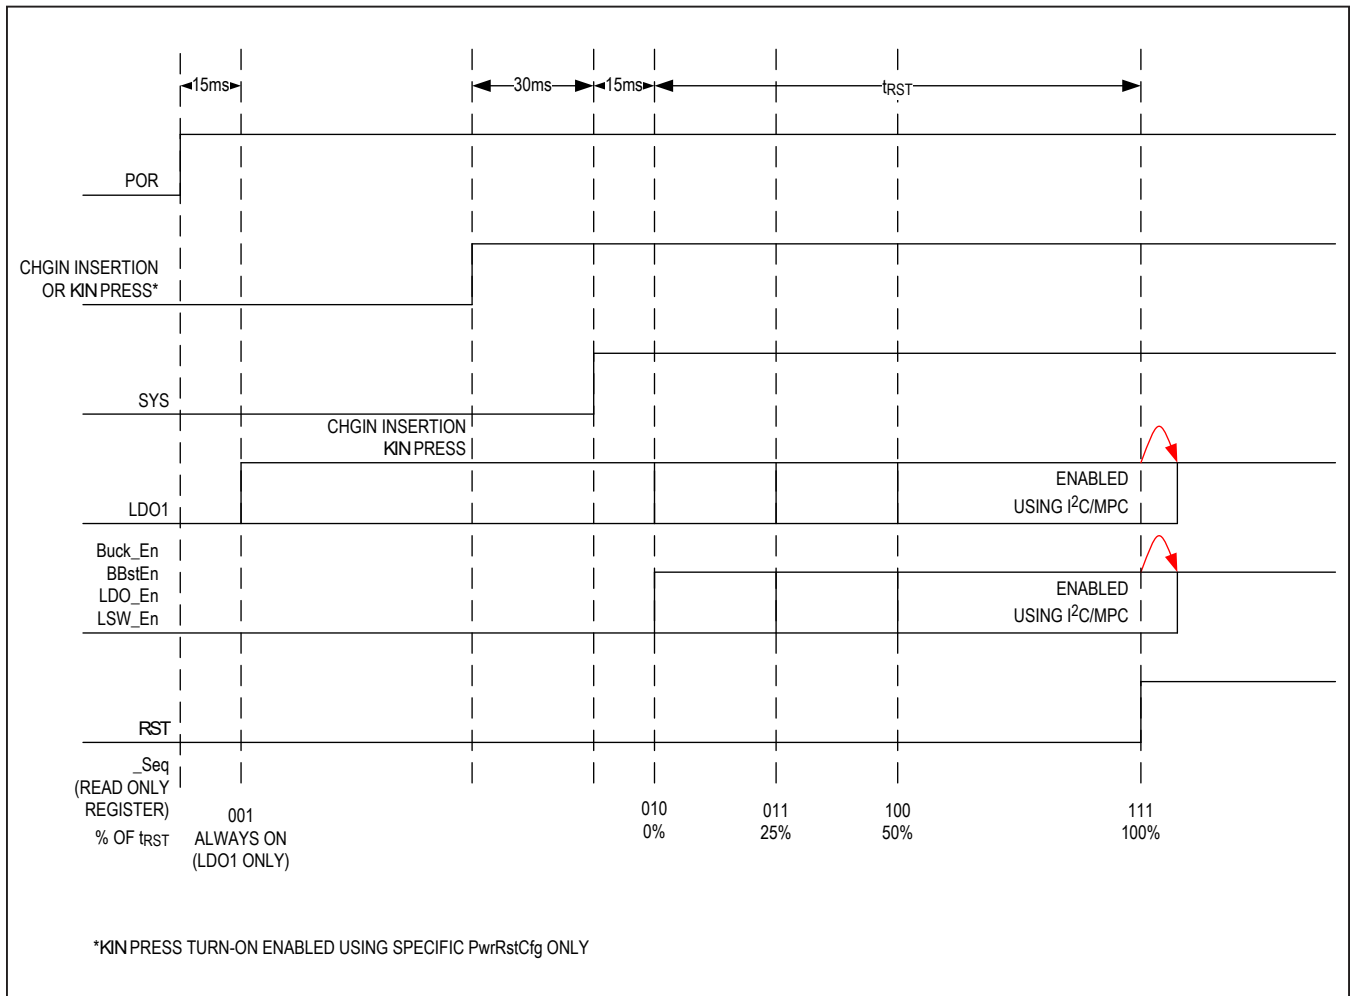 15ms
30ms
15ms
tRST
POR
CHGIN INSERTION
OR KIN PRESS*
SYS
CHGIN INSERTION
KIN PRESS
LDO1
ENABLED
USING I2C/MPC
Buck_En
BBstEn
LDO_En
LSW_En
ENABLED
USING I2C/MPC
RST
_Seq
(READ ONLY
REGISTER)
% OF tRST
001
ALWAYS ON
(LDO1 ONLY)
010
0%
011
25%
100
50%
111
100%
*KIN PRESS TURN-ON ENABLED USING SPECIFIC PwrRstCfg ONLY